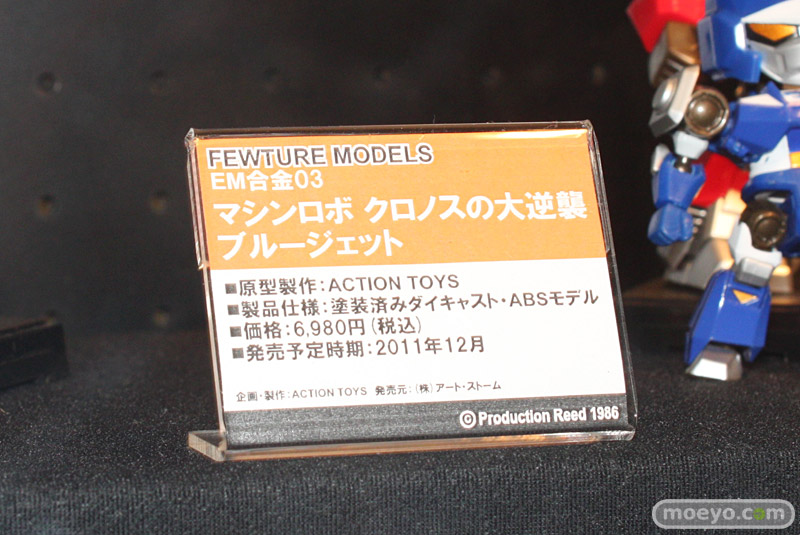 FEWTURE MODELS
EM合金03
マシンロボ クロノスの大逆襲
ブルージェット
■原型製作：ACTION TOYS
■製品仕様：塗装済みダイキャスト・ABSモデル
■価格：6,980円（税込）
■発売予定時期：2011年12月
企画・製作：ACTION TOYS 発売元：（株）アート・ストーム
©Production Reed 1986
moeyo.com